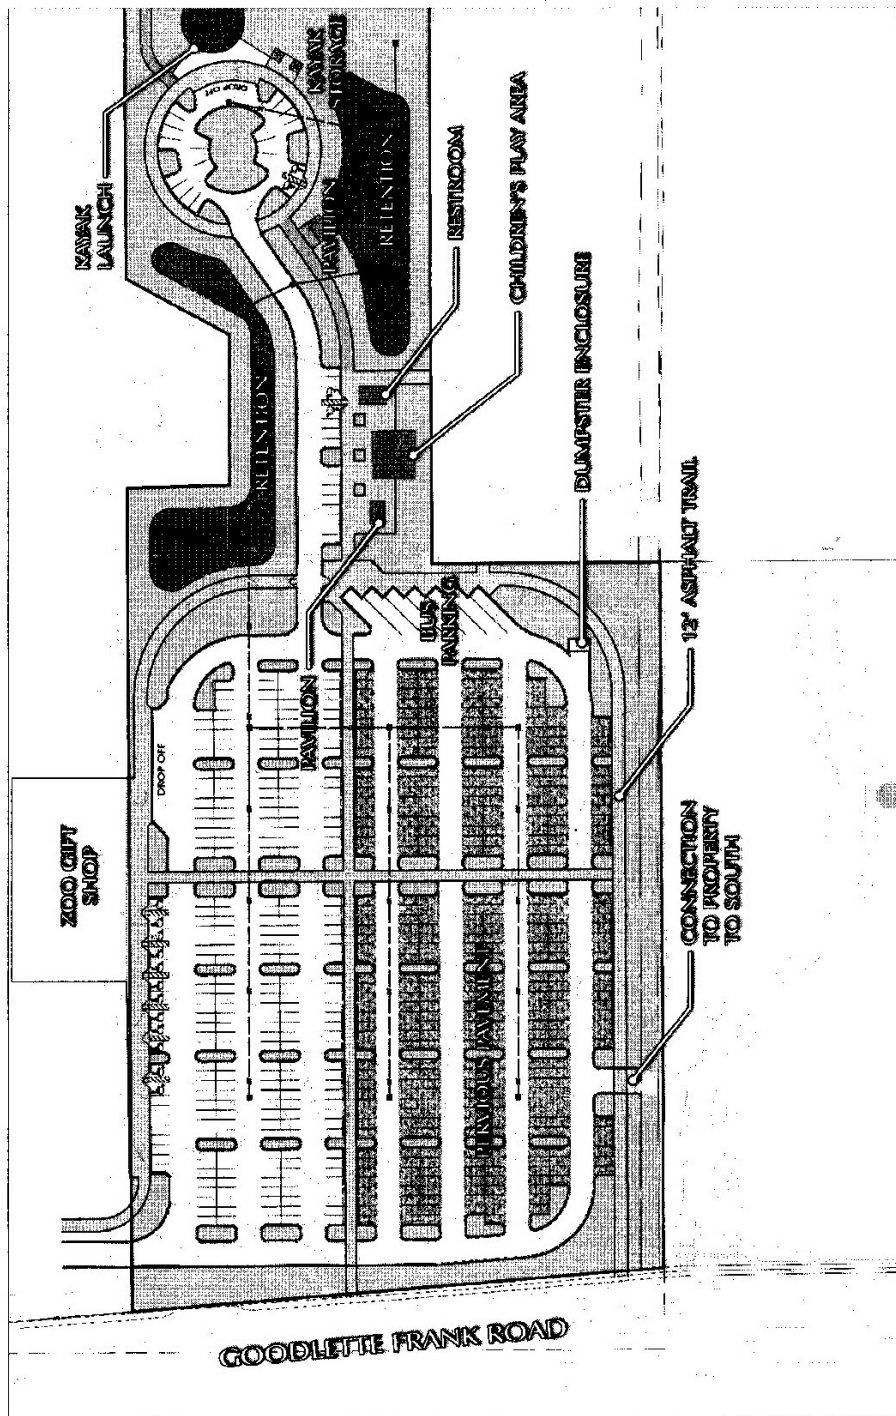 KAYAK
LAUNCH
DROP OFF
KAYAK
STORAGE
RETENTION
PAVILION
RESTROOM
CHILDREN'S PLAY AREA
RETENTION
DUMPSTER ENCLOSURE
12' ASPHALT TRAIL
BUS
PARKING
PAVILION
DROP OFF
ZOO GIFT
SHOP
CONNECTION
TO PROPERTY
TO SOUTH
PERVIOUS PAVEMENT
GOODLETTE FRANK ROAD